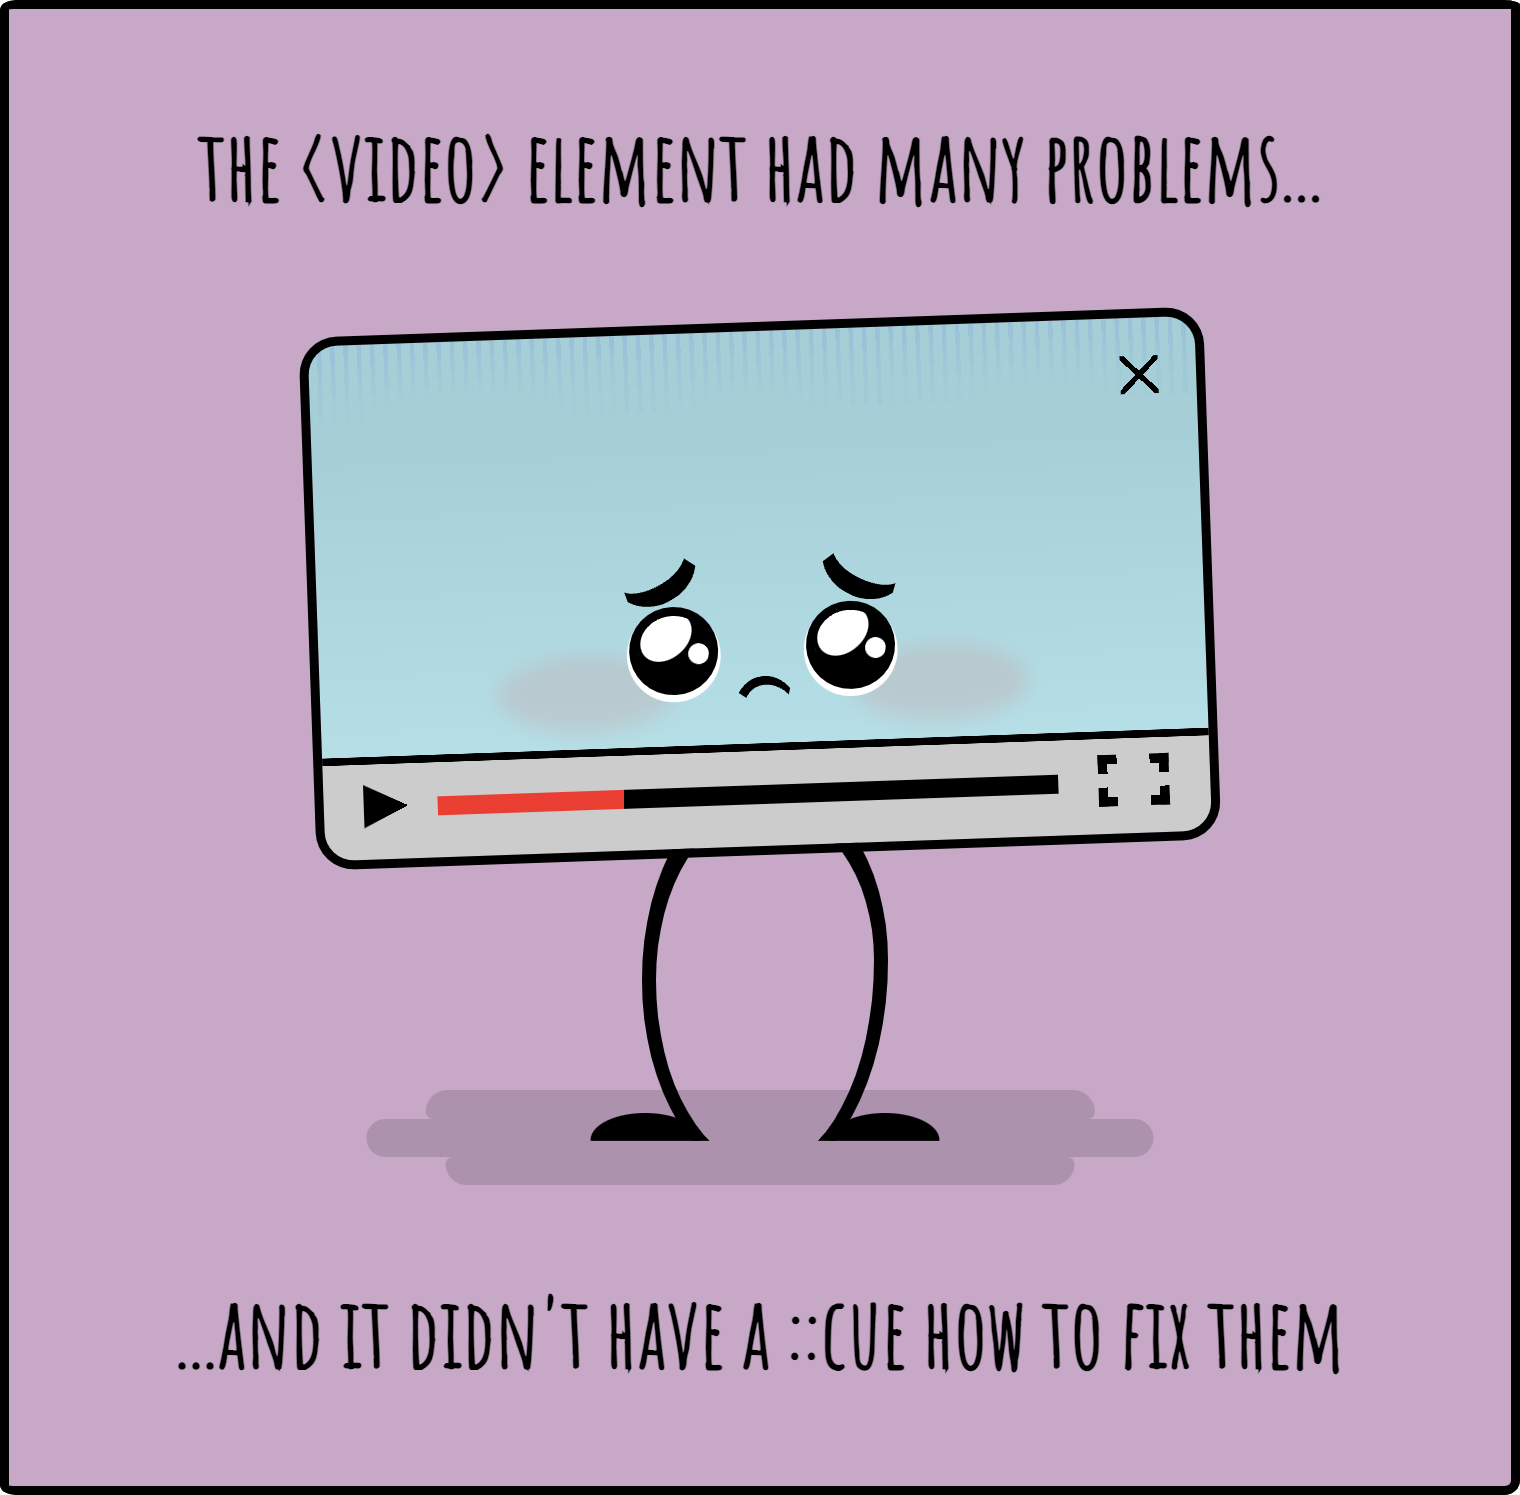 THE <VIDEO> ELEMENT HAD MANY PROBLEMS...
...AND IT DIDN'T HAVE A ::CUE HOW TO FIX THEM